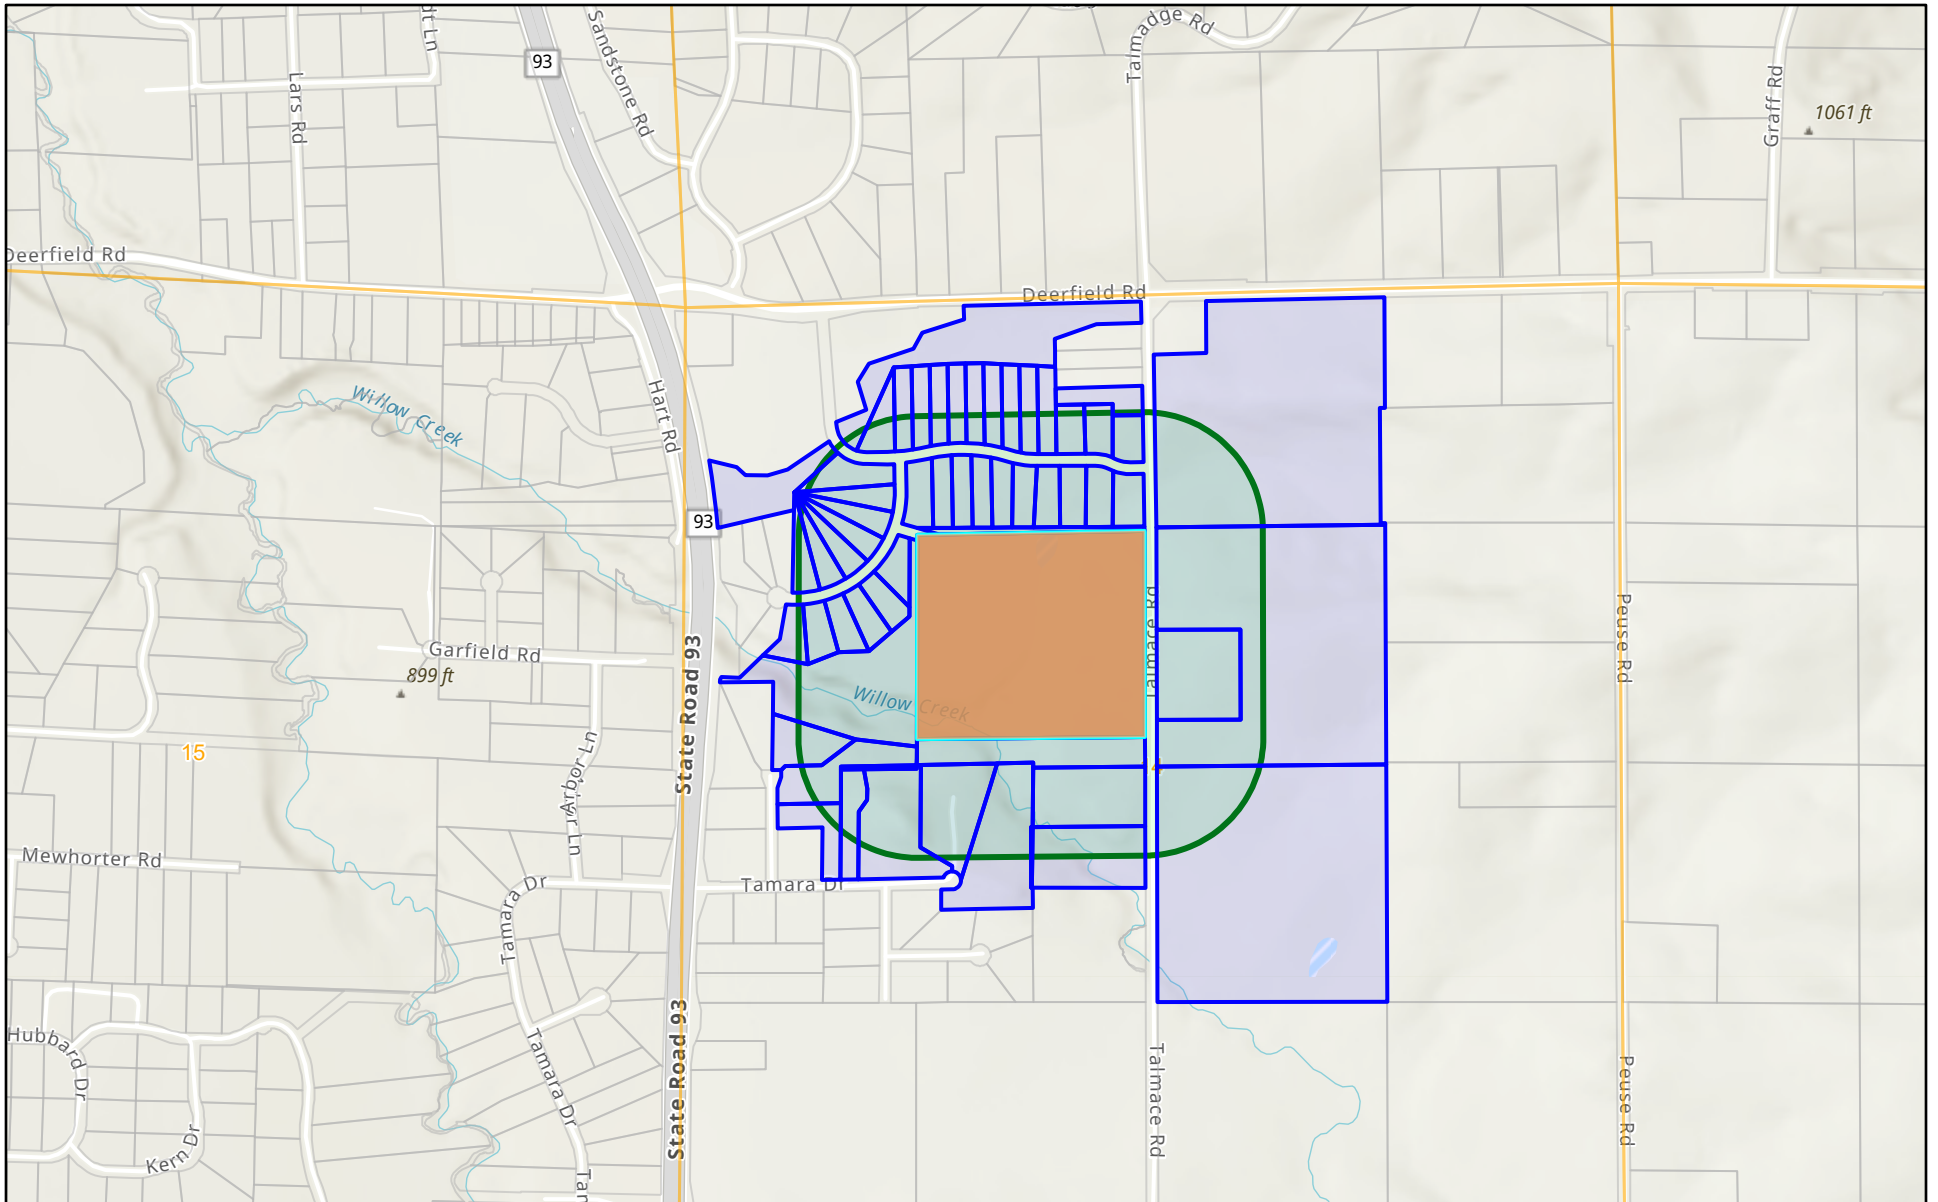 93
Sandstone Rd
Talmadge Rd
Lars Rd
Graff Rd
1061 ft
Deerfield Rd
Deerfield Rd
Willow Creek
Hart Rd
93
Garfield Rd
899 ft
State Road 93
Willow Creek
Talmace Rd
Peuse Rd
15
Arbor Ln
Mewhorter Rd
Tamara Dr
Tamara Dr
State Road 93
Hubbard Dr
Kern Dr
Tamara Dr
Talmace Rd
Peuse Rd